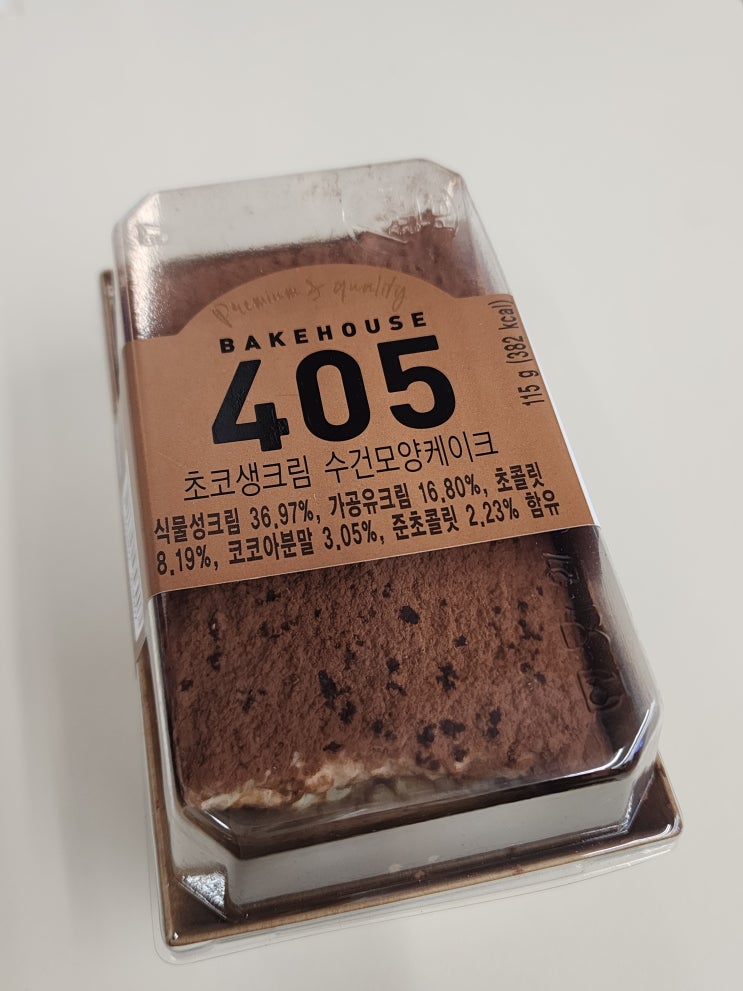 premium & quality
BAKEHOUSE
405
초코생크림 수건모양케이크
식물성크림 36.97%, 가공유크림 16.80%, 초콜릿
8.19%, 코코아분말 3.05%, 준초콜릿 2.23% 함유
115 g (382 kcal)